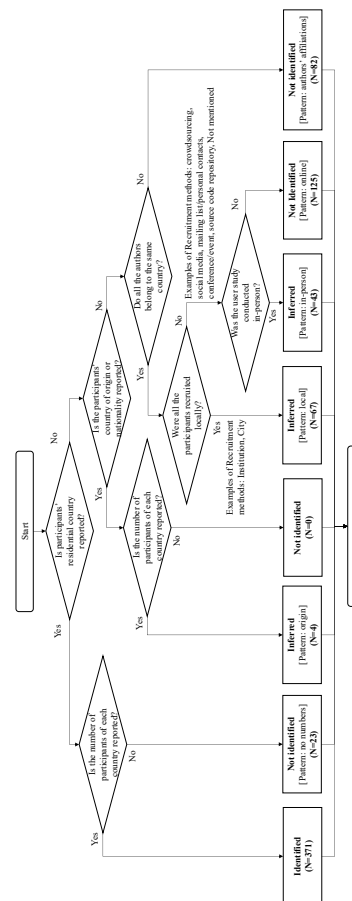 Start
Is participants'
residential country
reported?
Yes
No
Is the number of
participants of each
country reported?
Yes
No
Is the participants'
country of origin or
nationality reported?
Yes
No
Is the number of
participants of each
country reported?
Yes
No
Do all the authors
belong to the same
country?
Yes
No
Were all the
participants recruited
locally?
Yes
No
Examples of Recruitment
methods: Institution, City
Examples of Recruitment methods: crowdsourcing,
social media, mailing list/personal contacts,
conference/event, source code repository, Not mentioned
Was the user study
conducted
in-person?
Yes
No
Identified
(N=371)
Not identified
[Pattern: no numbers]
(N=23)
Inferred
[Pattern: origin]
(N=4)
Not identified
(N=0)
Inferred
[Pattern: local]
(N=67)
Inferred
[Pattern: in-person]
(N=43)
Not Identified
[Pattern: online]
(N=125)
Not identified
[Pattern: authors' affiliations]
(N=82)